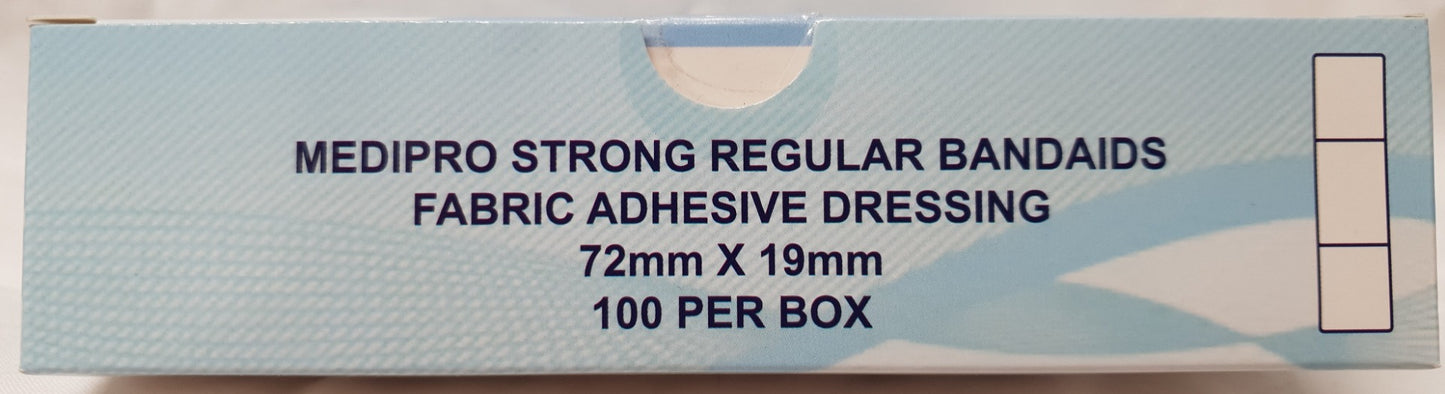 MEDIPRO STRONG REGULAR BANDAIDS
FABRIC ADHESIVE DRESSING
72mm X 19mm
100 PER BOX